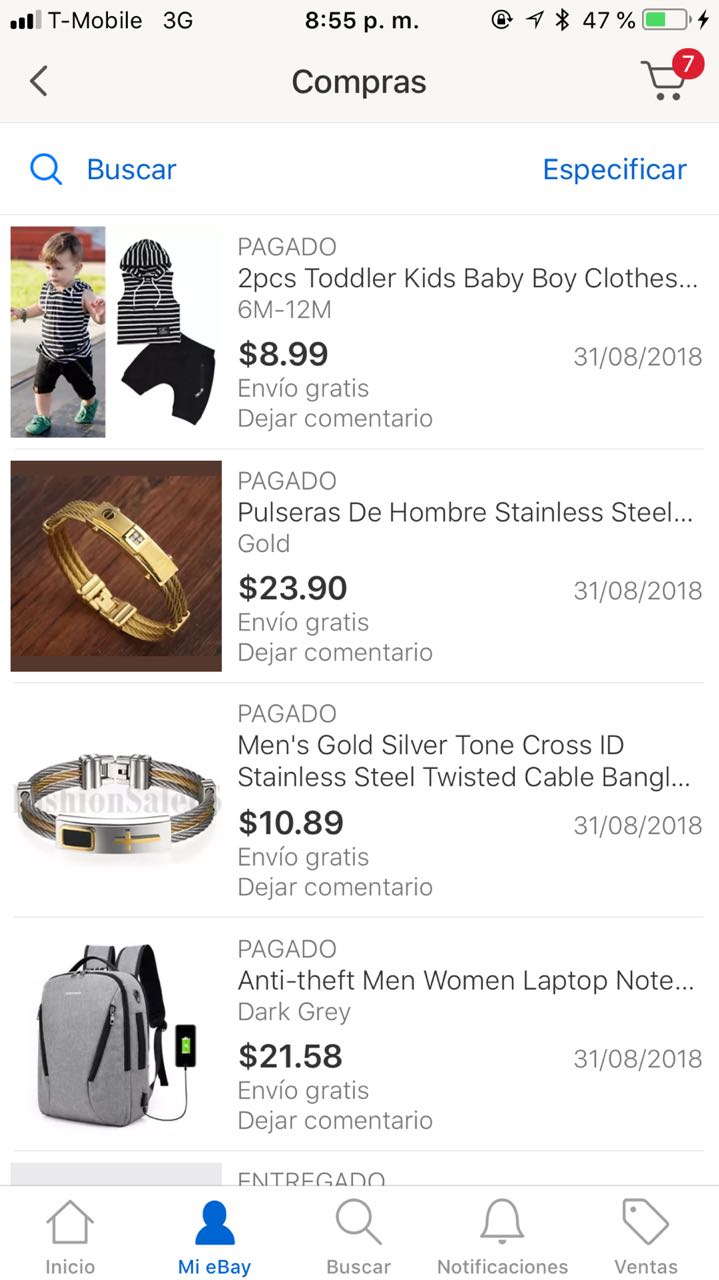 T-Mobile 3G 8:55 p. m. 47 %
Compras
7
Buscar
Especificar
PAGADO
2pcs Toddler Kids Baby Boy Clothes...
6M-12M
$8.99
31/08/2018
Envío gratis
Dejar comentario
PAGADO
Pulseras De Hombre Stainless Steel...
Gold
$23.90
31/08/2018
Envío gratis
Dejar comentario
PAGADO
Men's Gold Silver Tone Cross ID
Stainless Steel Twisted Cable Bangl...
$10.89
31/08/2018
Envío gratis
Dejar comentario
PAGADO
Anti-theft Men Women Laptop Note...
Dark Grey
$21.58
31/08/2018
Envío gratis
Dejar comentario
ENTREGADO
Inicio
Mi eBay
Buscar
Notificaciones
Ventas